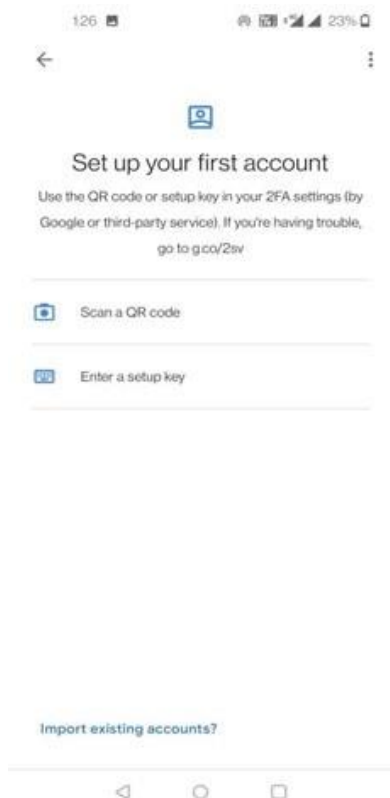 1:26 23%
Set up your first account
Use the QR code or setup key in your 2FA settings (by
Google or third-party service). If you're having trouble,
go to g.co/2sv
Scan a QR code
Enter a setup key
Import existing accounts?